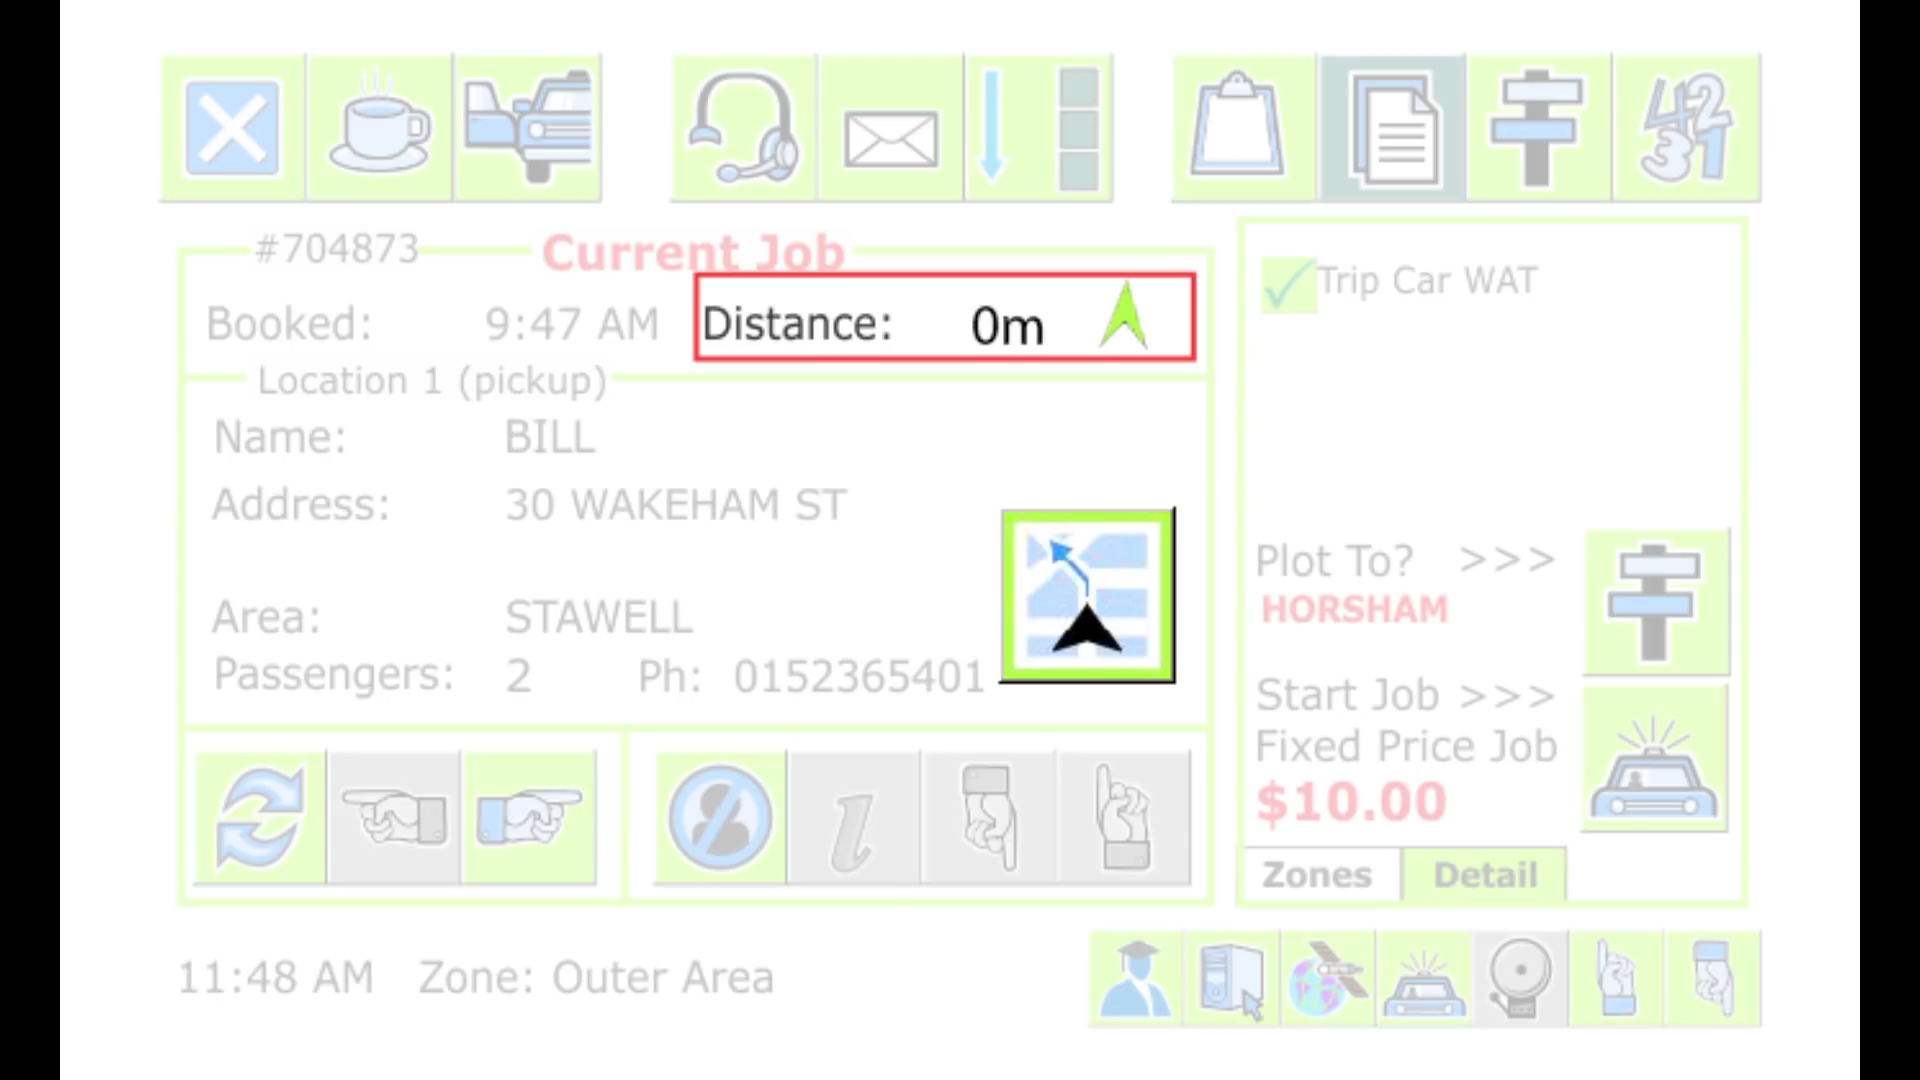 #704873 Current Job
Booked: 9:47 AM Distance: 0m
Location 1 (pickup)
Name: BILL
Address: 30 WAKEHAM ST
Area: STAWELL
Passengers: 2 Ph: 0152365401
Trip Car WAT
Plot To? >>>
HORSHAM
Start Job >>>
Fixed Price Job
$10.00
Zones Detail
11:48 AM Zone: Outer Area